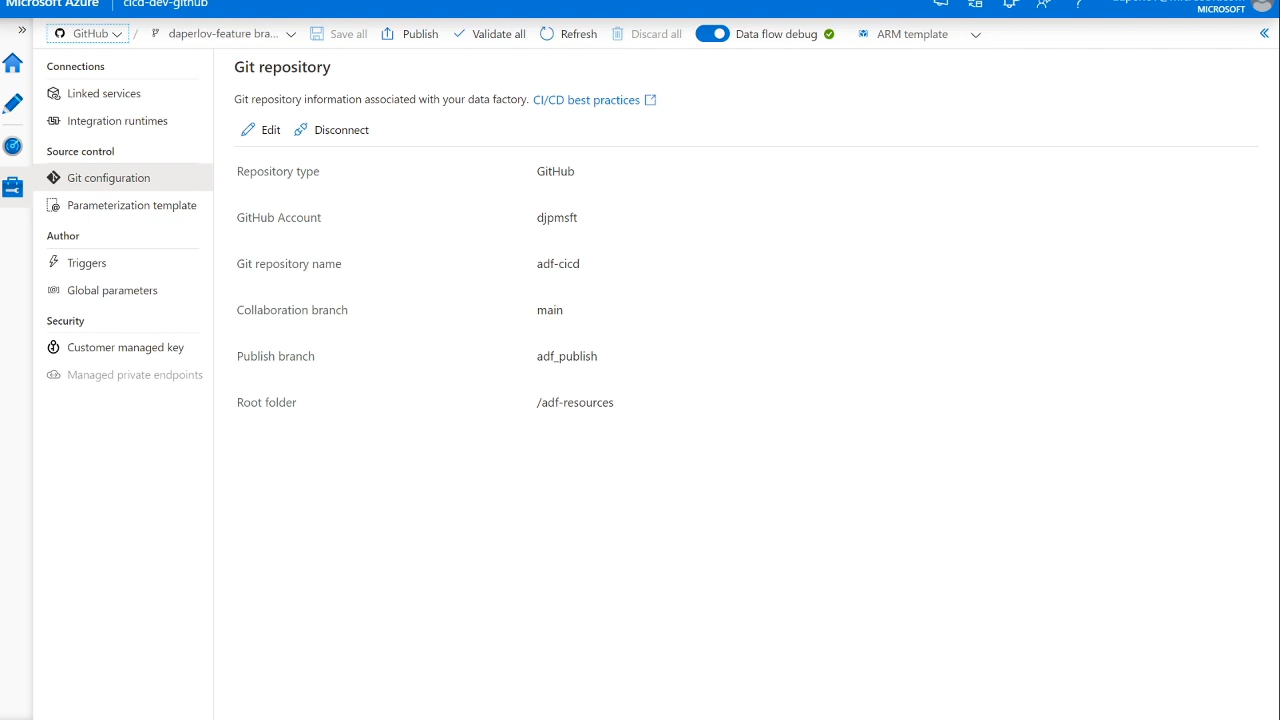 Microsoft Azure cicd-dev-github
MICROSOFT
GitHub / daperlov-feature bra... Save all Publish Validate all Refresh Discard all Data flow debug ARM template
Connections
Linked services
Integration runtimes
Source control
Git configuration
Parameterization template
Author
Triggers
Global parameters
Security
Customer managed key
Managed private endpoints
Git repository
Git repository information associated with your data factory. CI/CD best practices
Edit Disconnect
Repository type GitHub
GitHub Account djpmsft
Git repository name adf-cicd
Collaboration branch main
Publish branch adf_publish
Root folder /adf-resources